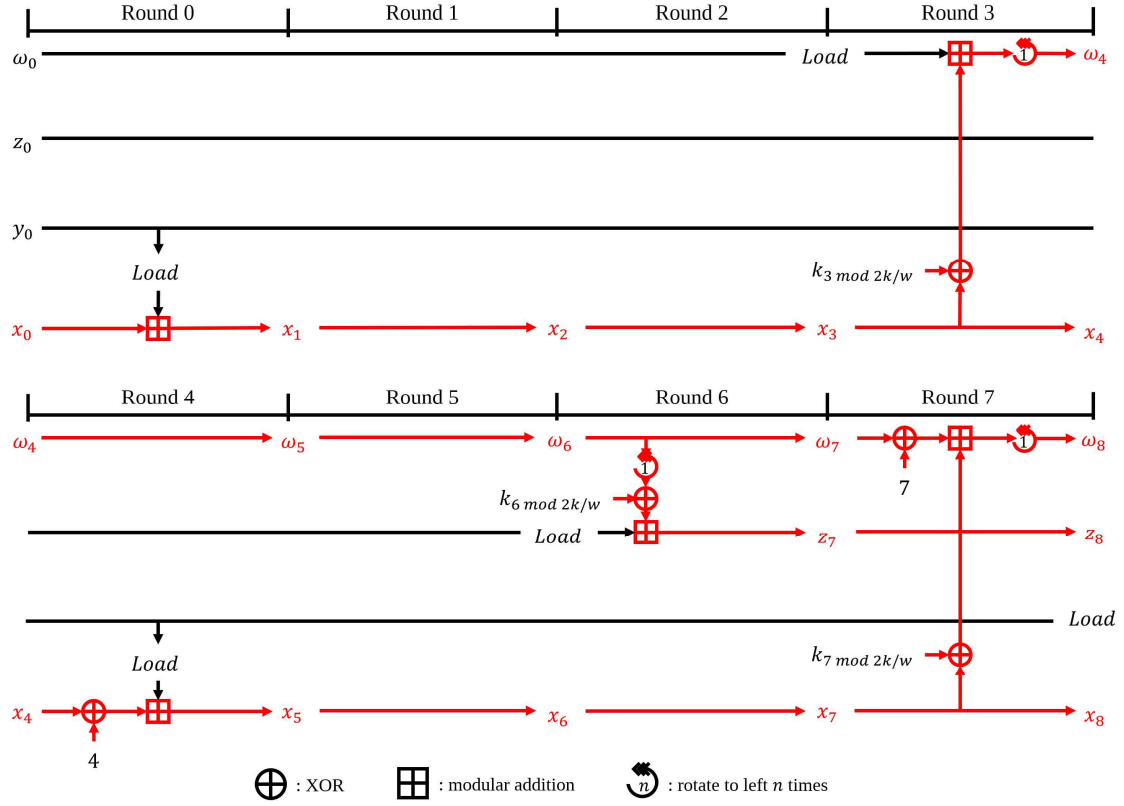 Round 0 Round 1 Round 2 Round 3
ω₀ Load 1 ω₄
z₀
y₀
Load k₃ mod 2k/w
x₀ x₁ x₂ x₃ x₄
Round 4 Round 5 Round 6 Round 7
ω₄ ω₅ ω₆ ω₇ 1 ω₈
1
7
k₆ mod 2k/w
Load z₇ z₈
Load
Load k₇ mod 2k/w
x₄ x₅ x₆ x₇ x₈
4
: XOR : modular addition n : rotate to left n times